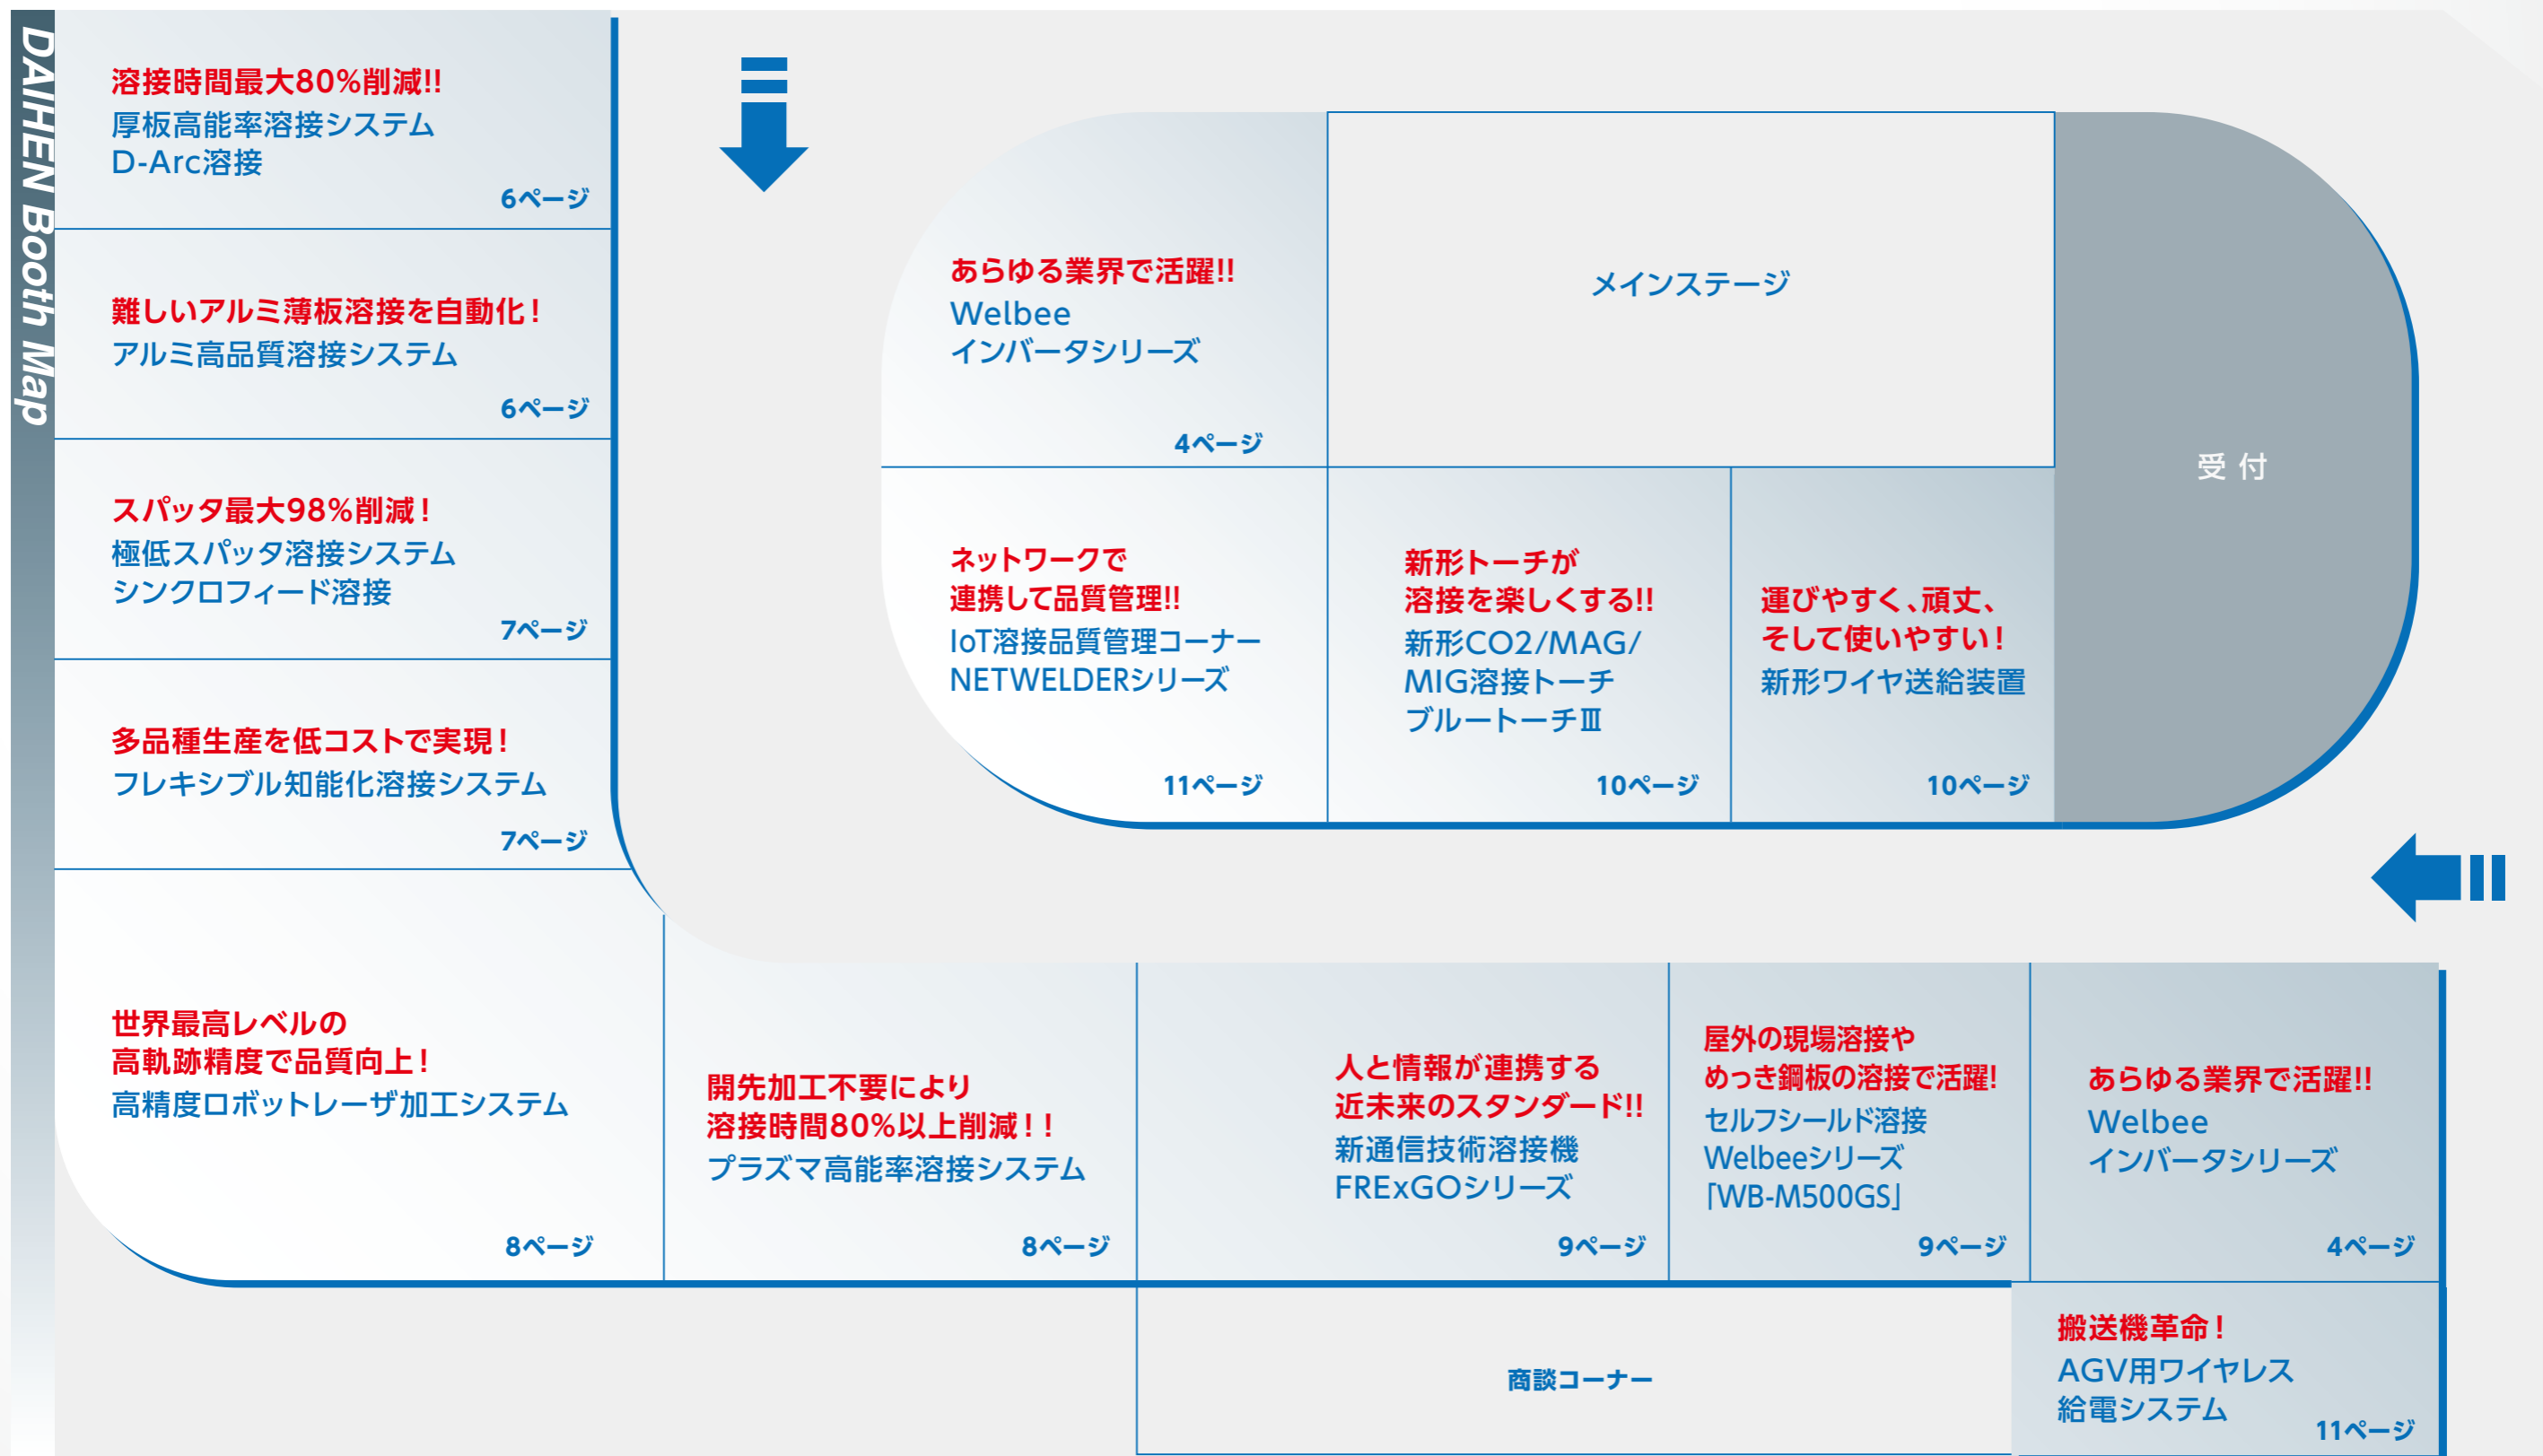 DAIHEN Booth Map
溶接時間最大80%削減!!
厚板高能率溶接システム
D-Arc溶接
6ページ
難しいアルミ薄板溶接を自動化!
アルミ高品質溶接システム
6ページ
スパッタ最大98%削減!
極低スパッタ溶接システム
シンクロフィード溶接
7ページ
多品種生産を低コストで実現!
フレキシブル知能化溶接システム
7ページ
世界最高レベルの
高軌跡精度で品質向上!
高精度ロボットレーザ加工システム
8ページ
開先加工不要により
溶接時間80%以上削減!!
プラズマ高能率溶接システム
8ページ
人と情報が連携する
近未来のスタンダード!!
新通信技術溶接機
FRExGOシリーズ
9ページ
屋外の現場溶接や
めっき鋼板の溶接で活躍!
セルフシールド溶接
Welbeeシリーズ
「WB-M500GS」
9ページ
あらゆる業界で活躍!!
Welbee
インバータシリーズ
4ページ
搬送機革命!
AGV用ワイヤレス
給電システム
11ページ
商談コーナー
あらゆる業界で活躍!!
Welbee
インバータシリーズ
4ページ
メインステージ
受付
ネットワークで
連携して品質管理!!
IoT溶接品質管理コーナー
NETWELDERシリーズ
11ページ
新形トーチが
溶接を楽しくする!!
新形CO2/MAG/
MIG溶接トーチ
ブルートーチⅢ
10ページ
運びやすく、頑丈、
そして使いやすい!
新形ワイヤ送給装置
10ページ